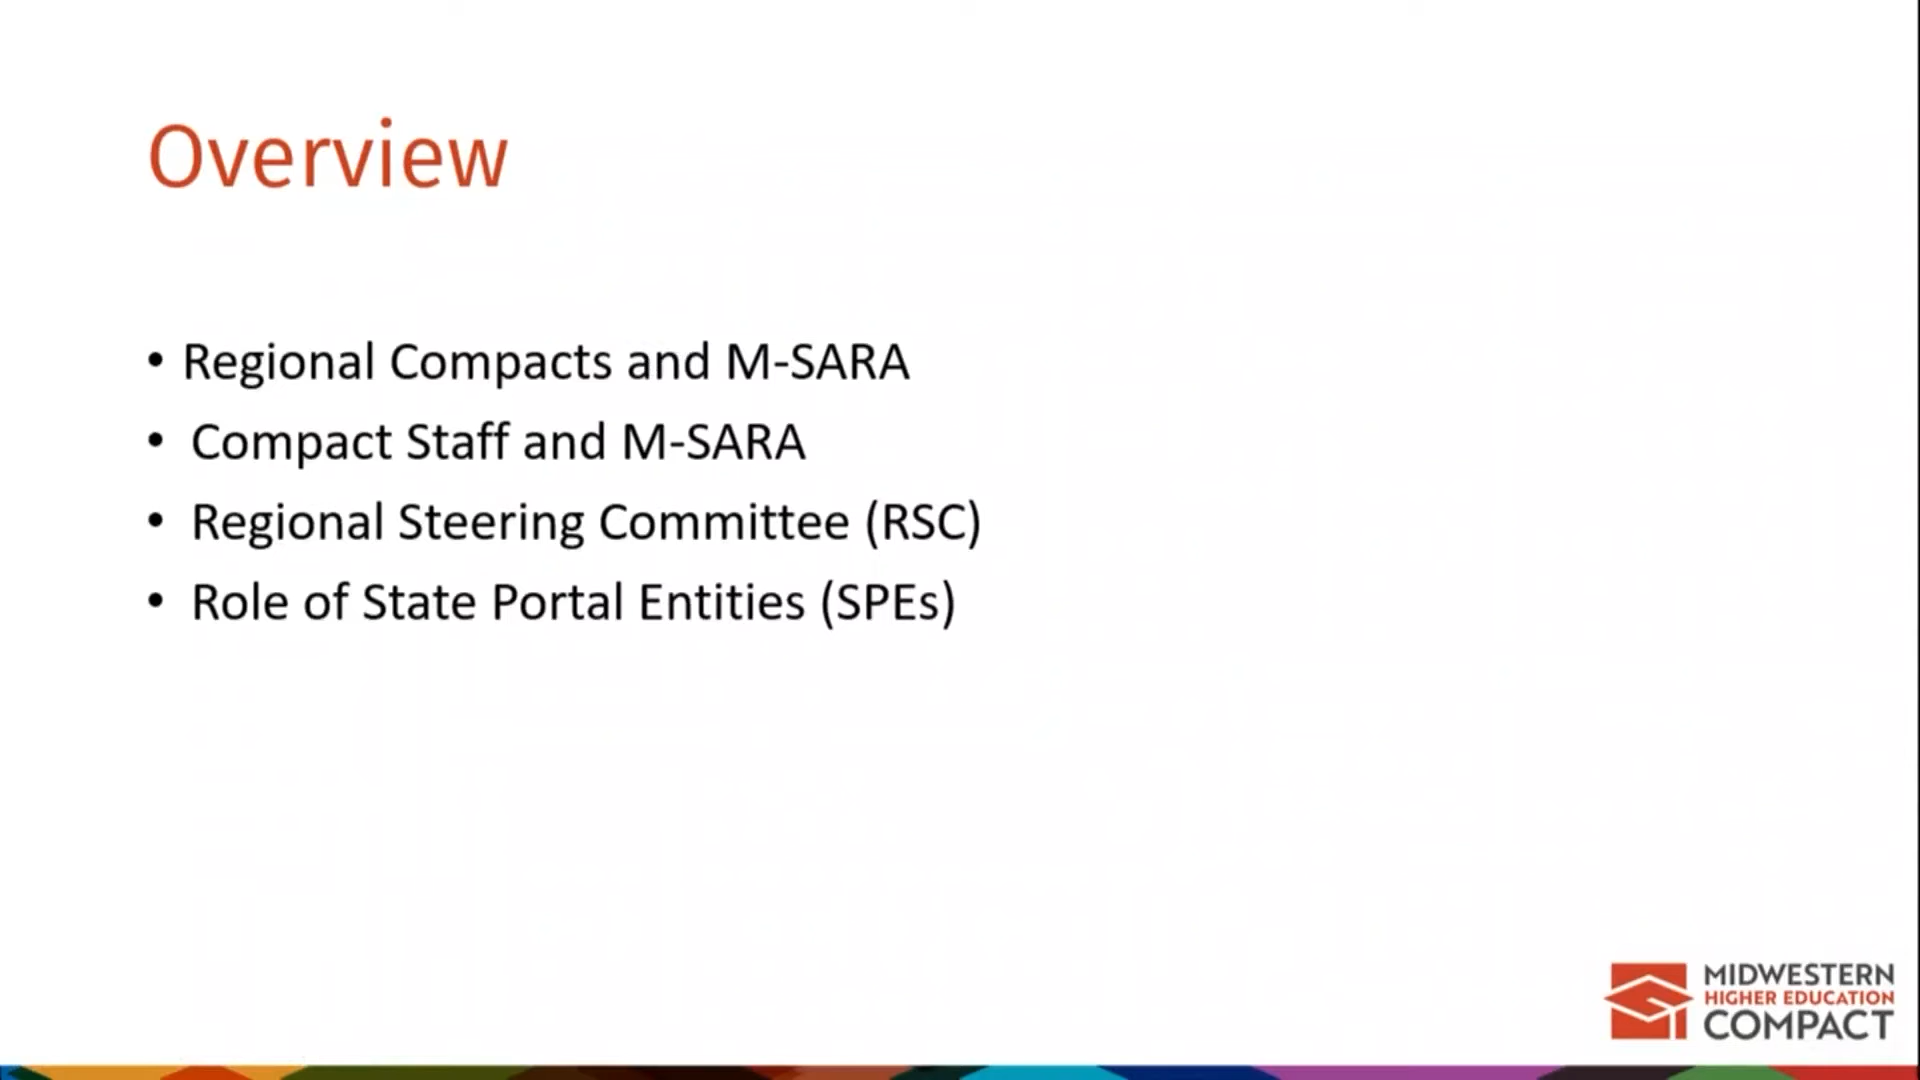 Overview
• Regional Compacts and M-SARA
• Compact Staff and M-SARA
• Regional Steering Committee (RSC)
• Role of State Portal Entities (SPEs)
MIDWESTERN
HIGHER EDUCATION
COMPACT